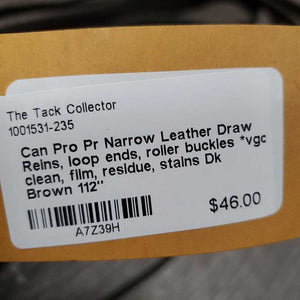 The Tack Collector
1001531-235
Can Pro Pr Narrow Leather Draw
Reins, loop ends, roller buckles *vgc
clean, film, residue, stains Dk
Brown 112"
$46.00
A7Z39H